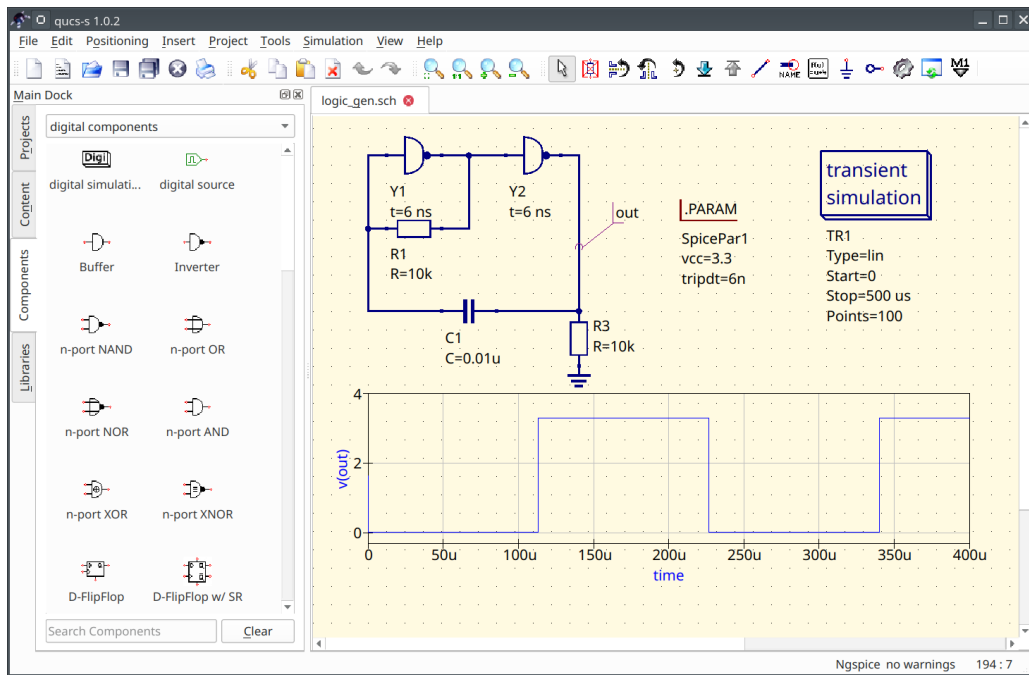 qucs-s 1.0.2
File Edit Positioning Insert Project Tools Simulation View Help
NAME
M1
Main Dock
logic_gen.sch
Projects
Content
Components
Libraries
digital components
Digi
digital simulati... digital source
Buffer Inverter
n-port NAND n-port OR
n-port NOR n-port AND
n-port XOR n-port XNOR
D-FlipFlop D-FlipFlop w/ SR
Search Components Clear
Y1
t=6 ns
Y2
t=6 ns
R1
R=10k
C1
C=0.01u
out
R3
R=10k
.PARAM
SpicePar1
vcc=3.3
tripdt=6n
transient
simulation
TR1
Type=lin
Start=0
Stop=500 us
Points=100
v(out)
4
2
0
0 50u 100u 150u 200u 250u 300u 350u 400u
time
Ngspice no warnings 194 : 7